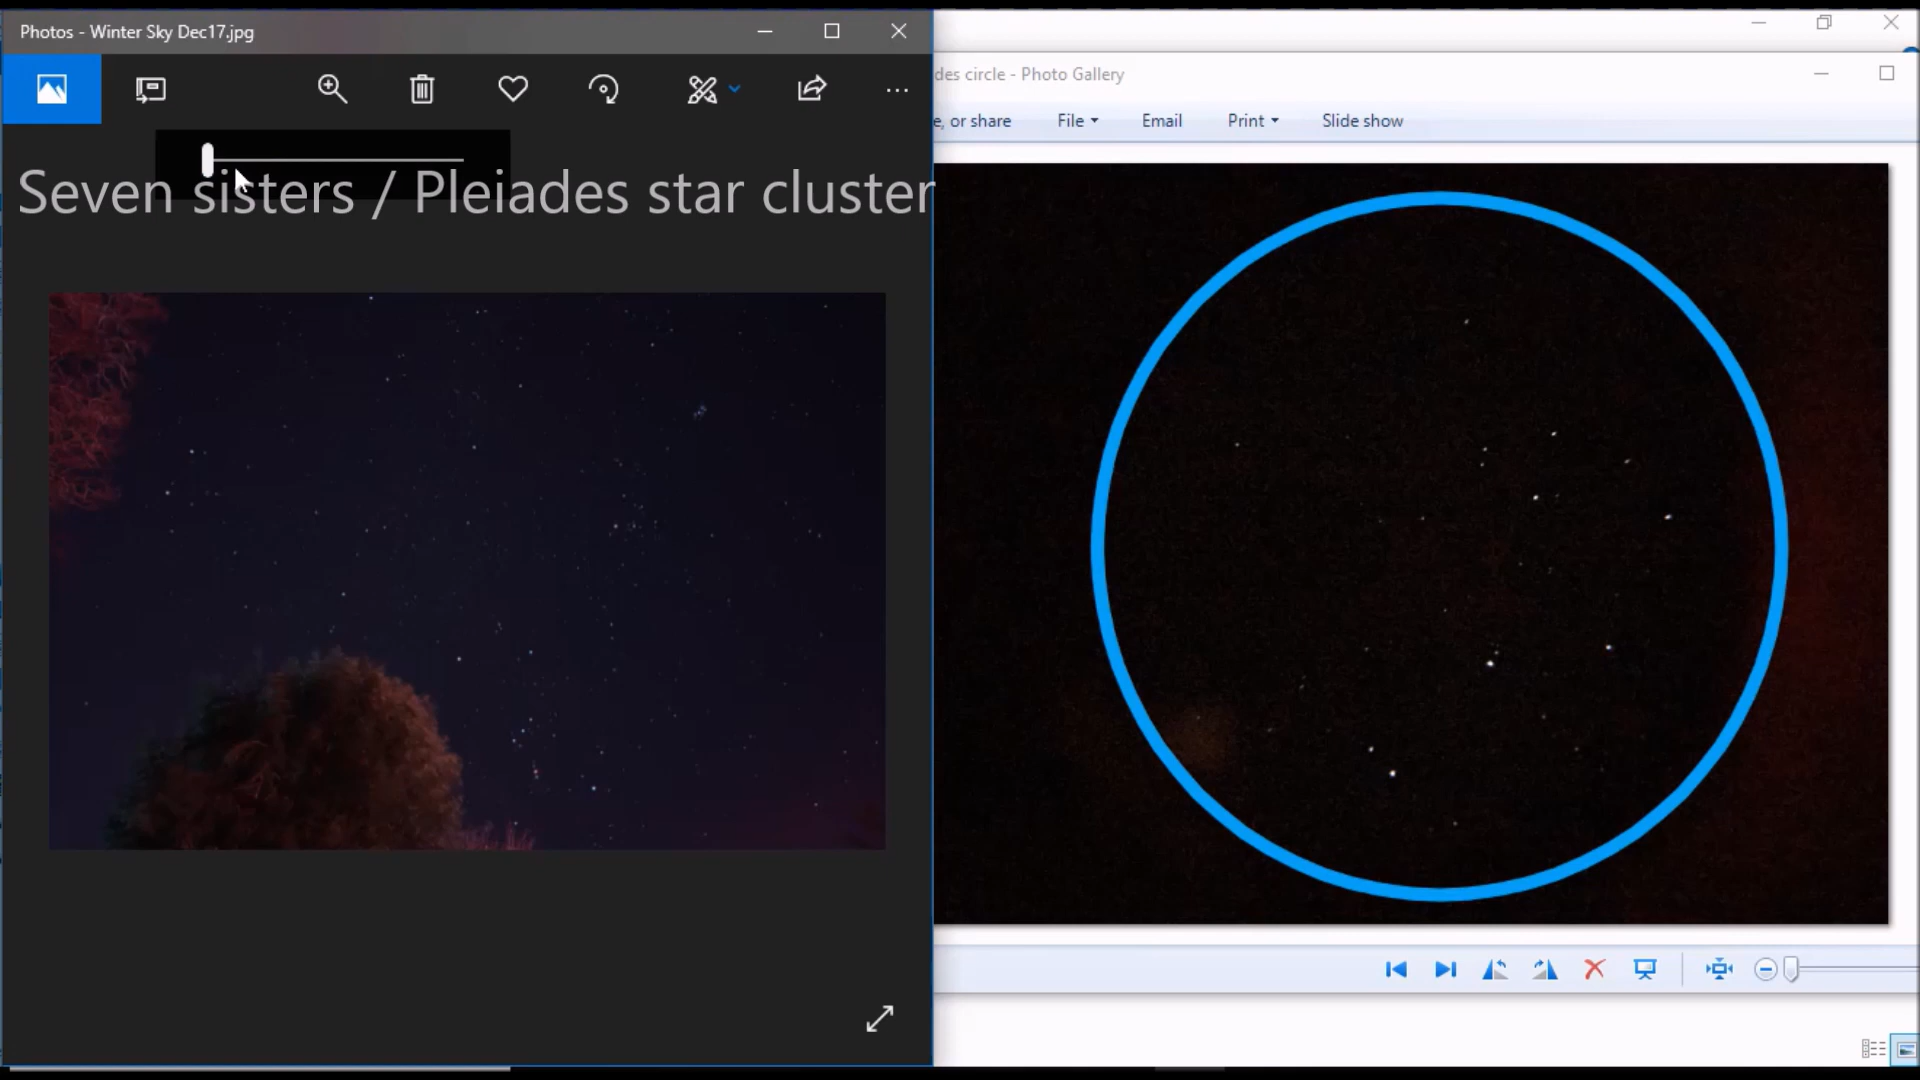 Photos - Winter Sky Dec17.jpg
des circle - Photo Gallery
e, or share File Email Print Slide show
Seven sisters / Pleiades star cluster